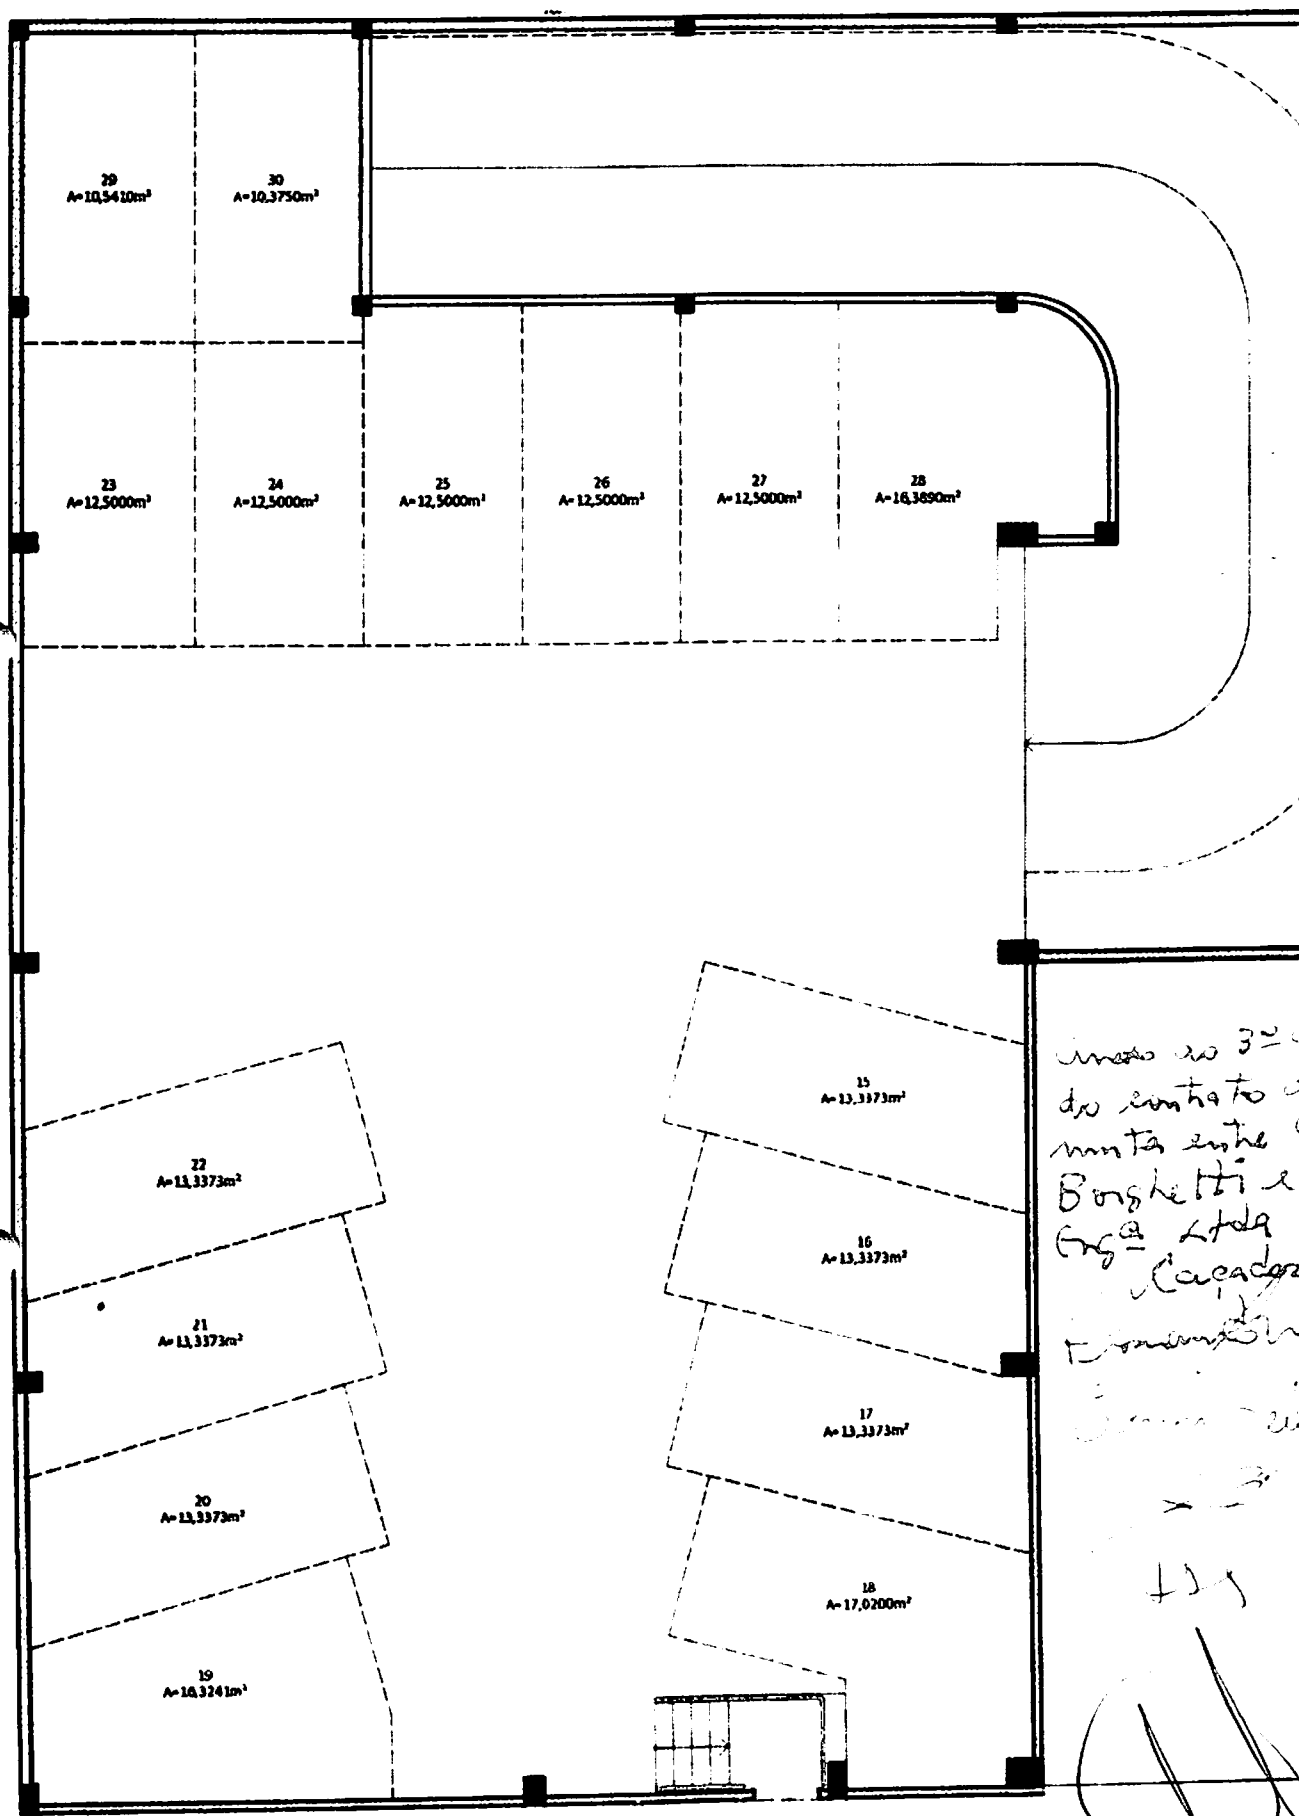 29
A=10,5410m²
30
A=10,3750m²
23
A=12,5000m²
24
A=12,5000m²
25
A=12,5000m²
26
A=12,5000m²
27
A=12,5000m²
28
A=16,3890m²
15
A=13,3373m²
22
A=13,3373m²
16
A=13,3373m²
21
A=13,3373m²
17
A=13,3373m²
20
A=13,3373m²
18
A=17,0200m²
19
A=16,3241m²
ao 3º
do contrato
entre
Borghetti e
Engª Ltda
Caçador